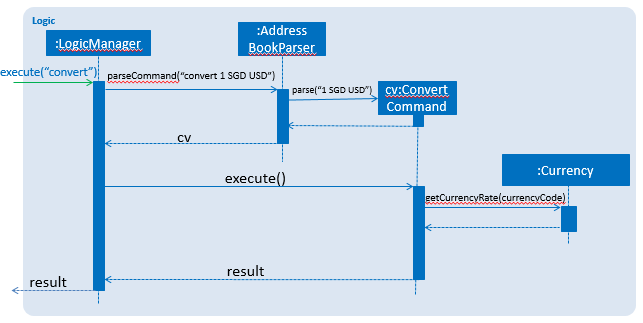 Logic
:LogicManager
:Address
BookParser
execute(“convert”)
parseCommand(“convert 1 SGD USD”)
parse(“1 SGD USD”)
cv:Convert
Command
cv
execute()
:Currency
getCurrencyRate(currencyCode)
result
result